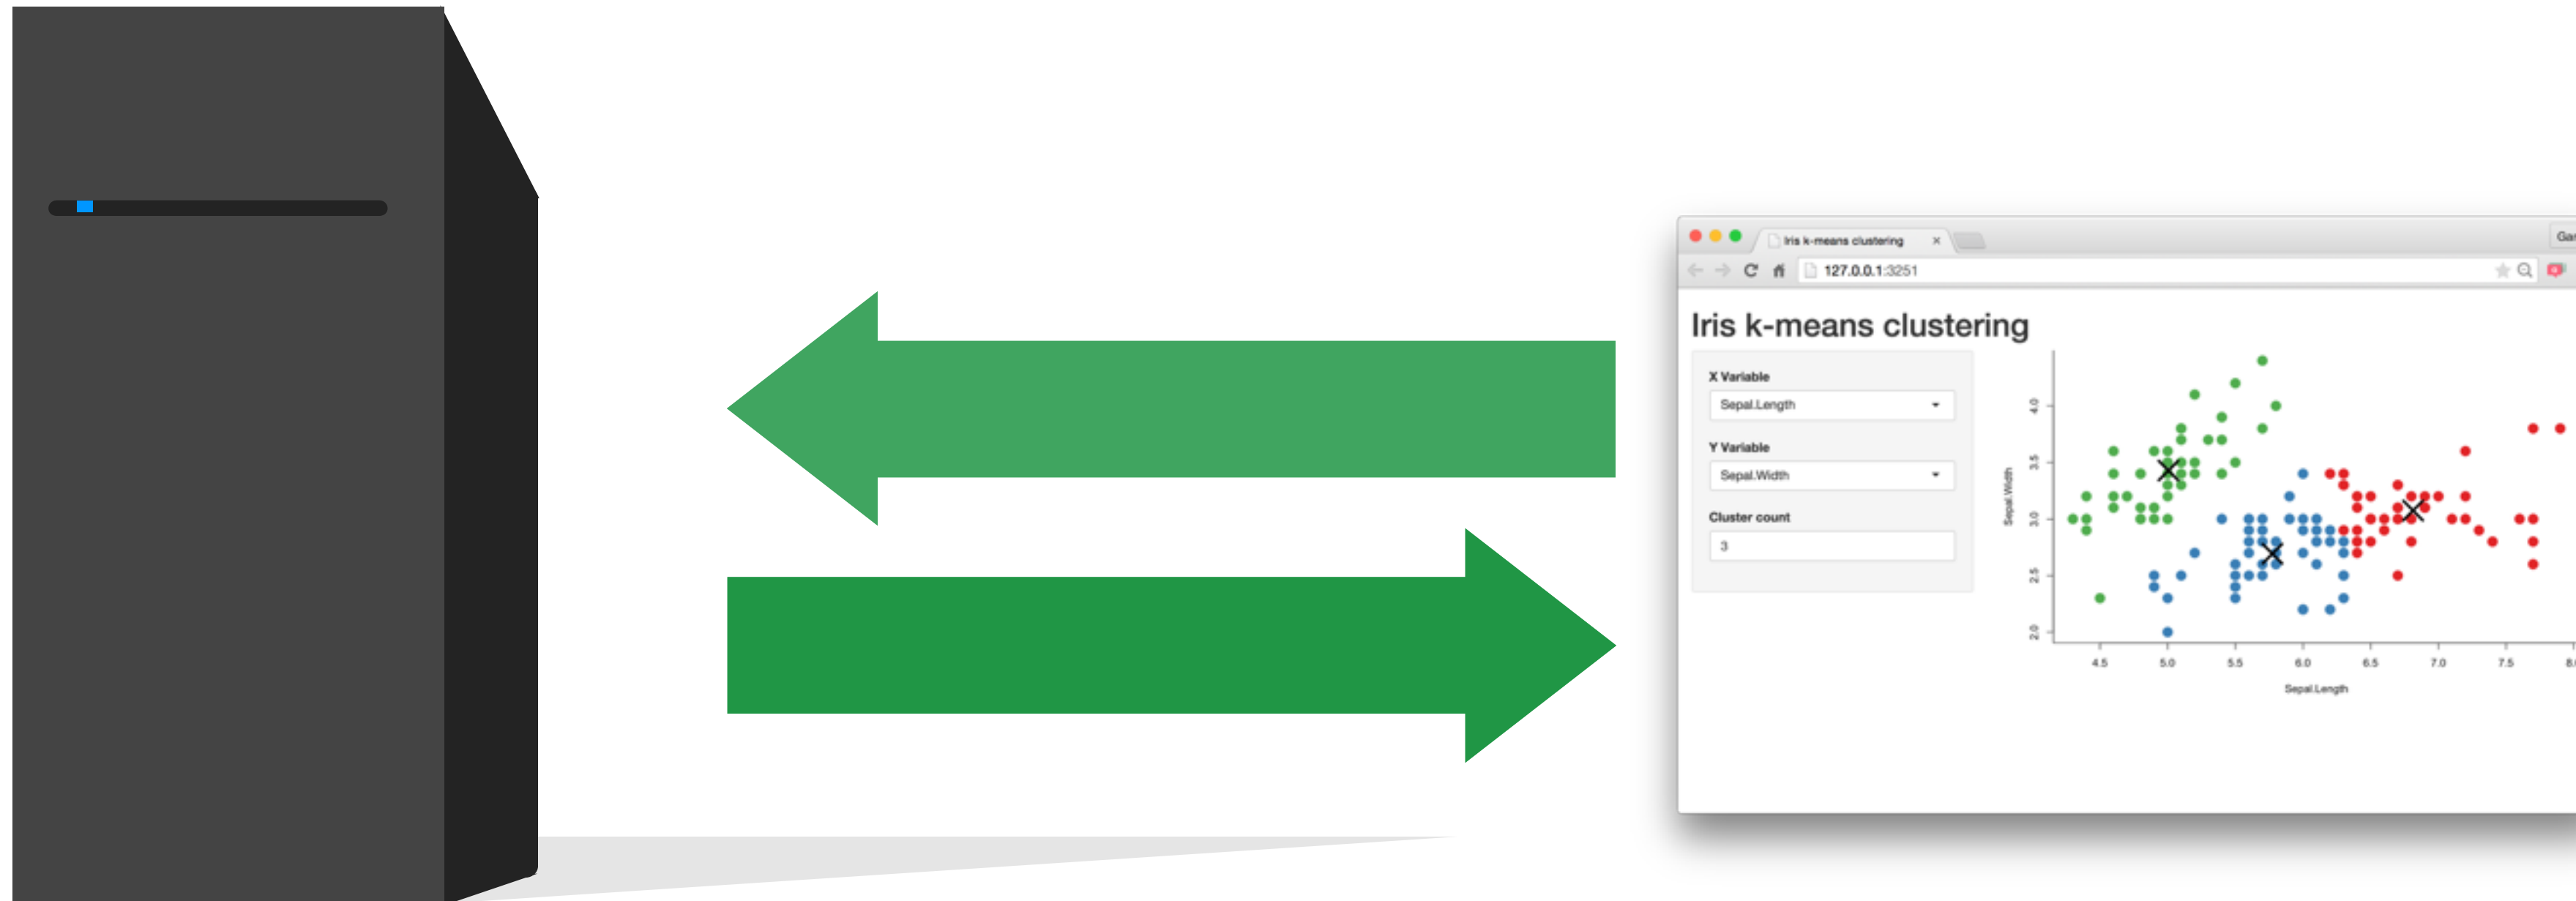 Iris k-means clustering
127.0.0.1:3251
Iris k-means clustering
X Variable
Sepal.Length
Y Variable
Sepal.Width
Cluster count
3
Sepal.Width
4.0
3.5
3.0
2.5
2.0
4.5 5.0 5.5 6.0 6.5 7.0 7.5
Sepal.Length